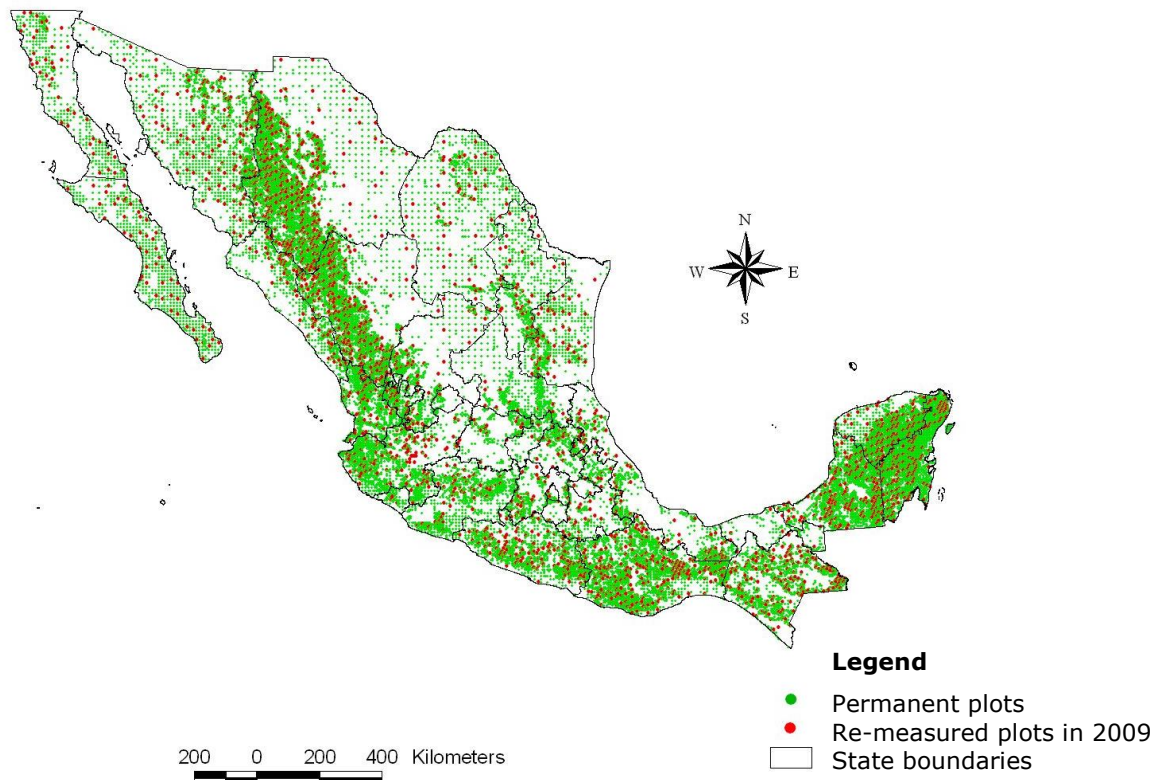 N
W E
S
Legend
Permanent plots
Re-measured plots in 2009
State boundaries
200 0 200 400 Kilometers